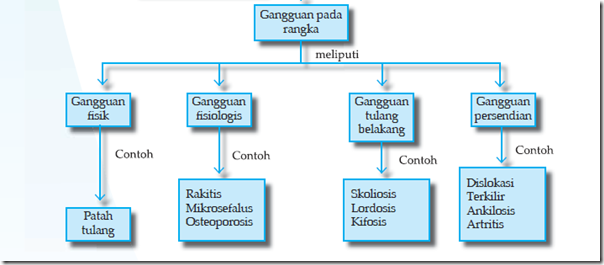 Gangguan pada
rangka
meliputi
Gangguan
fisik
Gangguan
fisiologis
Gangguan
tulang
belakang
Gangguan
persendian
Contoh
Contoh
Contoh
Contoh
Patah
tulang
Rakitis
Mikrosefalus
Osteoporosis
Skoliosis
Lordosis
Kifosis
Dislokasi
Terkilir
Ankilosis
Artritis